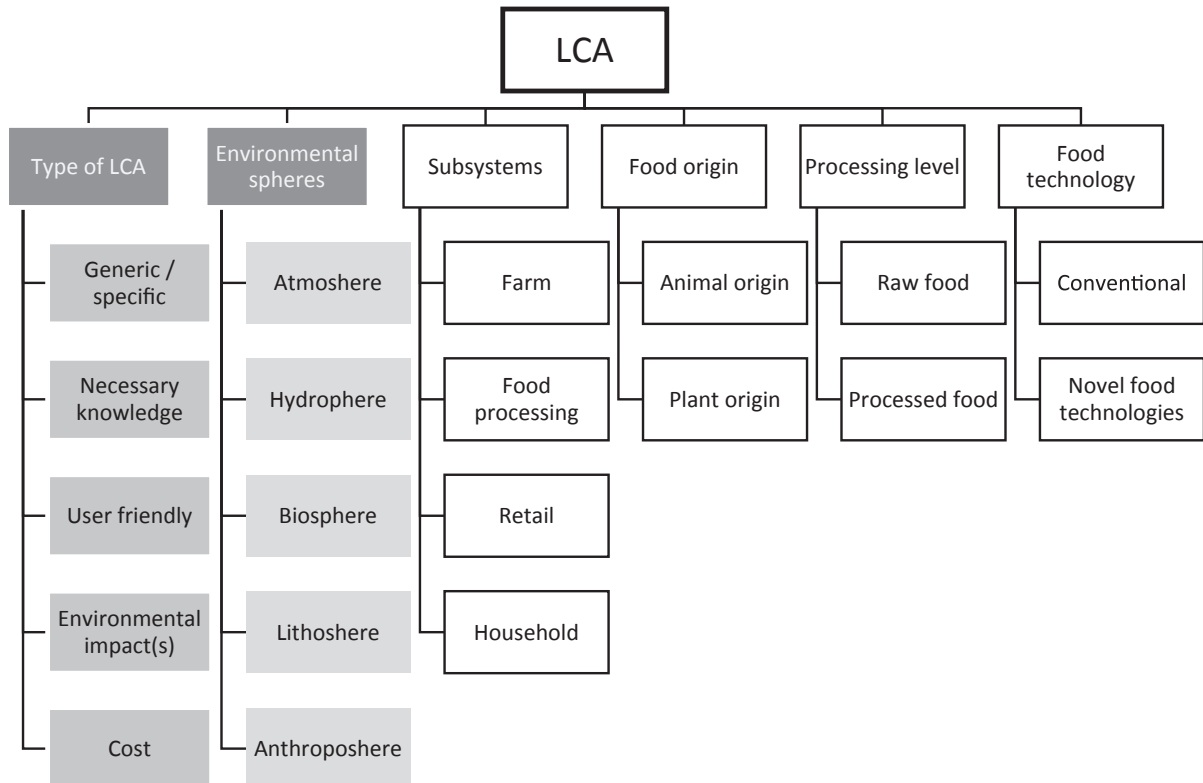 LCA
Type of LCA
Environmental
spheres
Subsystems
Food origin
Processing level
Food
technology
Generic /
specific
Atmoshere
Farm
Animal origin
Raw food
Conventional
Necessary
knowledge
Hydrophere
Food
processing
Plant origin
Processed food
Novel food
technologies
User friendly
Biosphere
Retail
Environmental
impact(s)
Lithoshere
Household
Cost
Anthroposhere